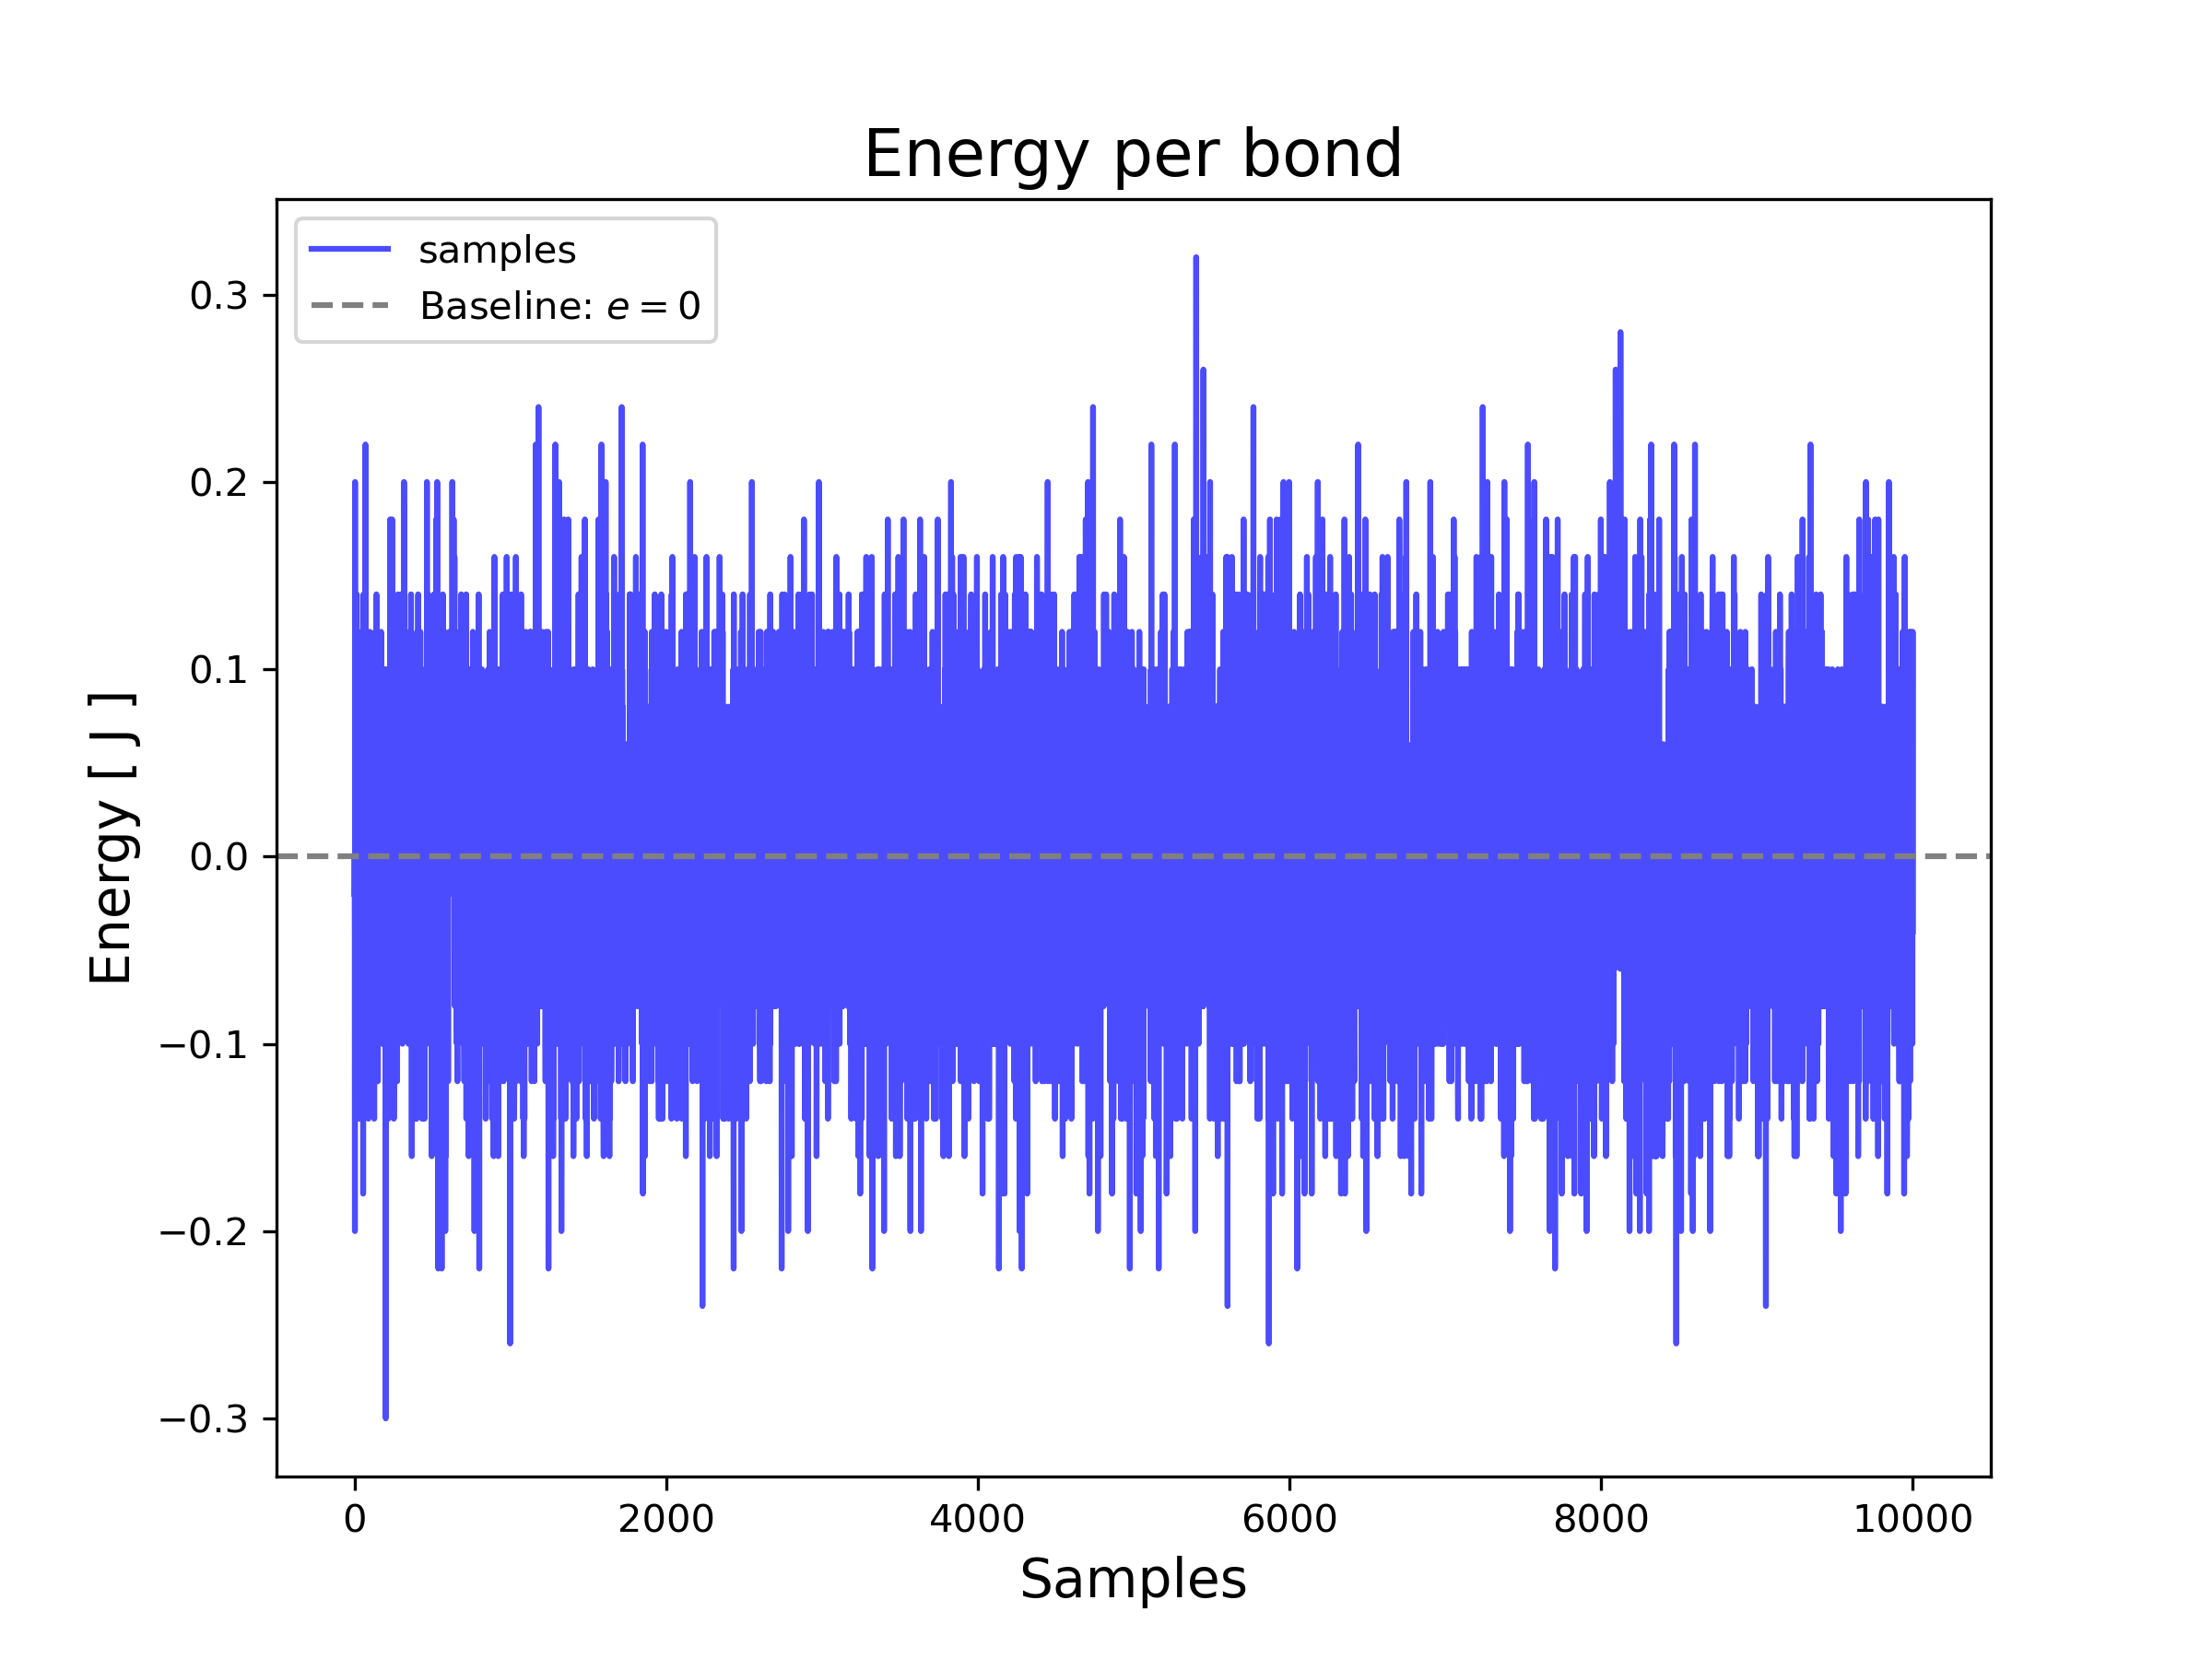 Energy per bond
samples
Baseline: e = 0
0.3
0.2
0.1
0.0
−0.1
−0.2
−0.3
Energy [ J ]
0 2000 4000 6000 8000 10000
Samples